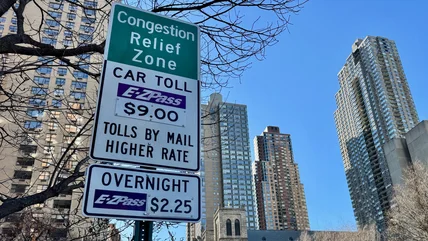 Congestion
Relief
Zone
CAR TOLL
E-ZPass
$9.00
TOLLS BY MAIL
HIGHER RATE
OVERNIGHT
E-ZPass $2.25